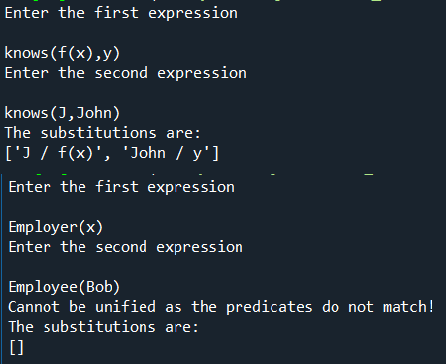 Enter the first expression
knows(f(x),y)
Enter the second expression
knows(J,John)
The substitutions are:
['J / f(x)', 'John / y']
Enter the first expression
Employer(x)
Enter the second expression
Employee(Bob)
Cannot be unified as the predicates do not match!
The substitutions are:
[]